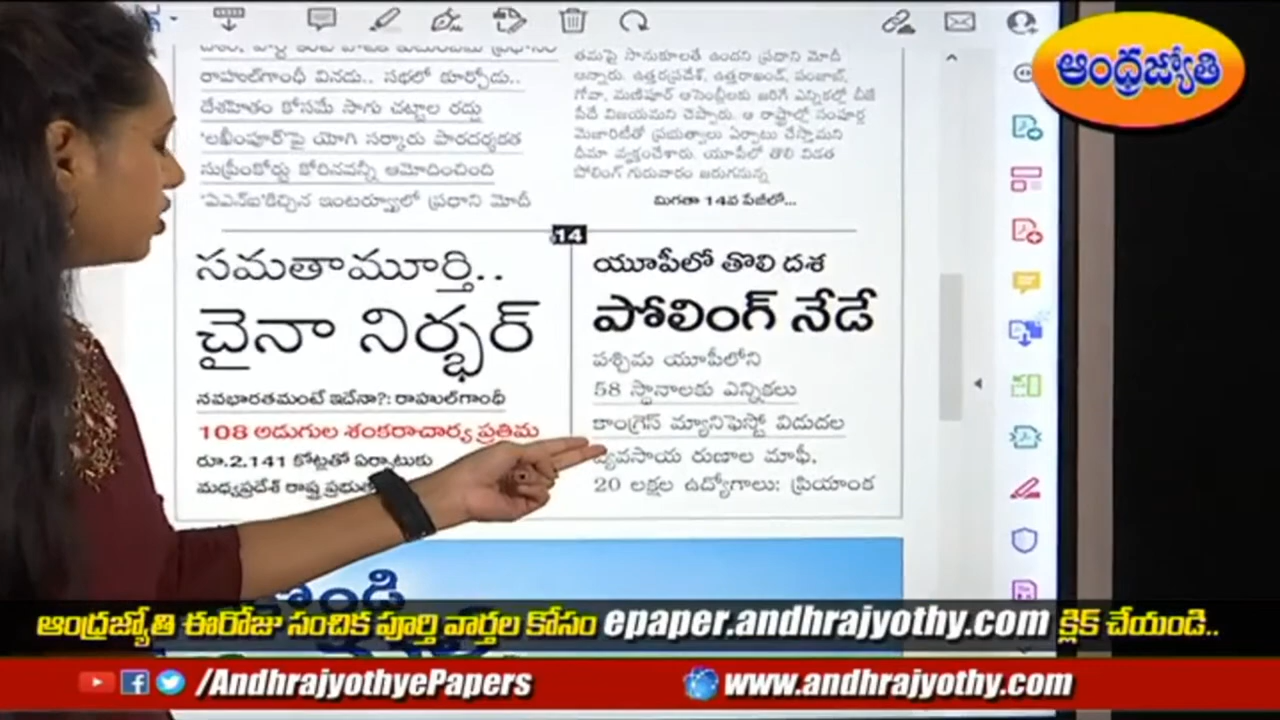 ఆంధ్రజ్యోతి
రాహుల్‌గాంధీ వినడు.. సభలో కూర్చోడు..
దేశహితం కోసమే సాగు చట్టాల రద్దు
'లఖీంపూర్'పై యోగి సర్కారు పారదర్శకత
సుప్రీంకోర్టు కోరినవన్నీ ఆమోదించింది
'ఏఎన్ఐ'కిచ్చిన ఇంటర్వ్యూలో ప్రధాని మోదీ
తమపై సానుకూలతే ఉందని ప్రధాని మోదీ
అన్నారు. ఉత్తరప్రదేశ్, ఉత్తరాఖండ్, పంజాబ్,
గోవా, మణిపూర్ అసెంబ్లీలకు జరిగే ఎన్నికల్లో బీజే
పీదే విజయమని చెప్పారు. ఆ రాష్ట్రాల్లో సంపూర్ణ
మెజారిటీతో ప్రభుత్వాలు ఏర్పాటు చేస్తామని
ధీమా వ్యక్తంచేశారు. యూపీలో తొలి విడత
పోలింగ్ గురువారం జరుగనున్న
మిగతా 14వ పేజీలో...
14
సమతామూర్తి..
చైనా నిర్భర్
నవభారతమంటే ఇదేనా?: రాహుల్‌గాంధీ
108 అడుగుల శంకరాచార్య ప్రతిమ
రూ.2,141 కోట్లతో ఏర్పాటుకు
మధ్యప్రదేశ్ రాష్ట్ర
యూపీలో తొలి దశ
పోలింగ్ నేడే
పశ్చిమ యూపీలోని
58 స్థానాలకు ఎన్నికలు
కాంగ్రెస్ మ్యానిఫెస్టో విడుదల
వ్యవసాయ రుణాల మాఫీ,
20 లక్షల ఉద్యోగాలు: ప్రియాంక
ఆంధ్రజ్యోతి ఈరోజు సంచిక పూర్తి వార్తల కోసం epaper.andhrajyothy.com క్లిక్ చేయండి..
/AndhrajyothyePapers
www.andhrajyothy.com